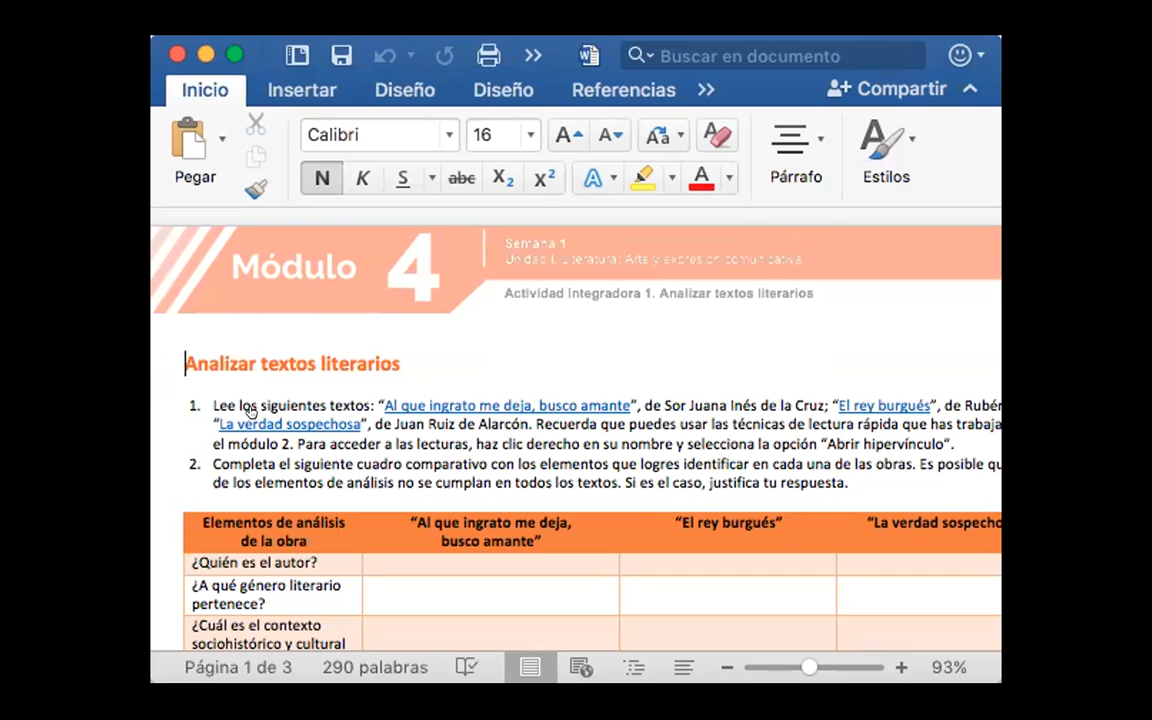 Buscar en documento
Inicio Insertar Diseño Diseño Referencias Compartir
Calibri 16 A A Aa A
Pegar N K S abc X₂ X² A A Párrafo Estilos
Módulo 4
Semana 1
Unidad I. Literatura: Arte y expresión comunicativa
Actividad Integradora 1. Analizar textos literarios
Analizar textos literarios
1. Lee los siguientes textos: “Al que ingrato me deja, busco amante”, de Sor Juana Inés de la Cruz; “El rey burgués”, de Rubén
“La verdad sospechosa”, de Juan Ruiz de Alarcón. Recuerda que puedes usar las técnicas de lectura rápida que has trabaja
el módulo 2. Para acceder a las lecturas, haz clic derecho en su nombre y selecciona la opción “Abrir hipervínculo“.
2. Completa el siguiente cuadro comparativo con los elementos que logres identificar en cada una de las obras. Es posible qu
de los elementos de análisis no se cumplan en todos los textos. Si es el caso, justifica tu respuesta.
Elementos de análisis “Al que ingrato me deja, “El rey burgués” “La verdad sospecho
de la obra busco amante”
¿Quién es el autor?
¿A qué género literario
pertenece?
¿Cuál es el contexto
sociohistórico y cultural
Página 1 de 3 290 palabras 93%